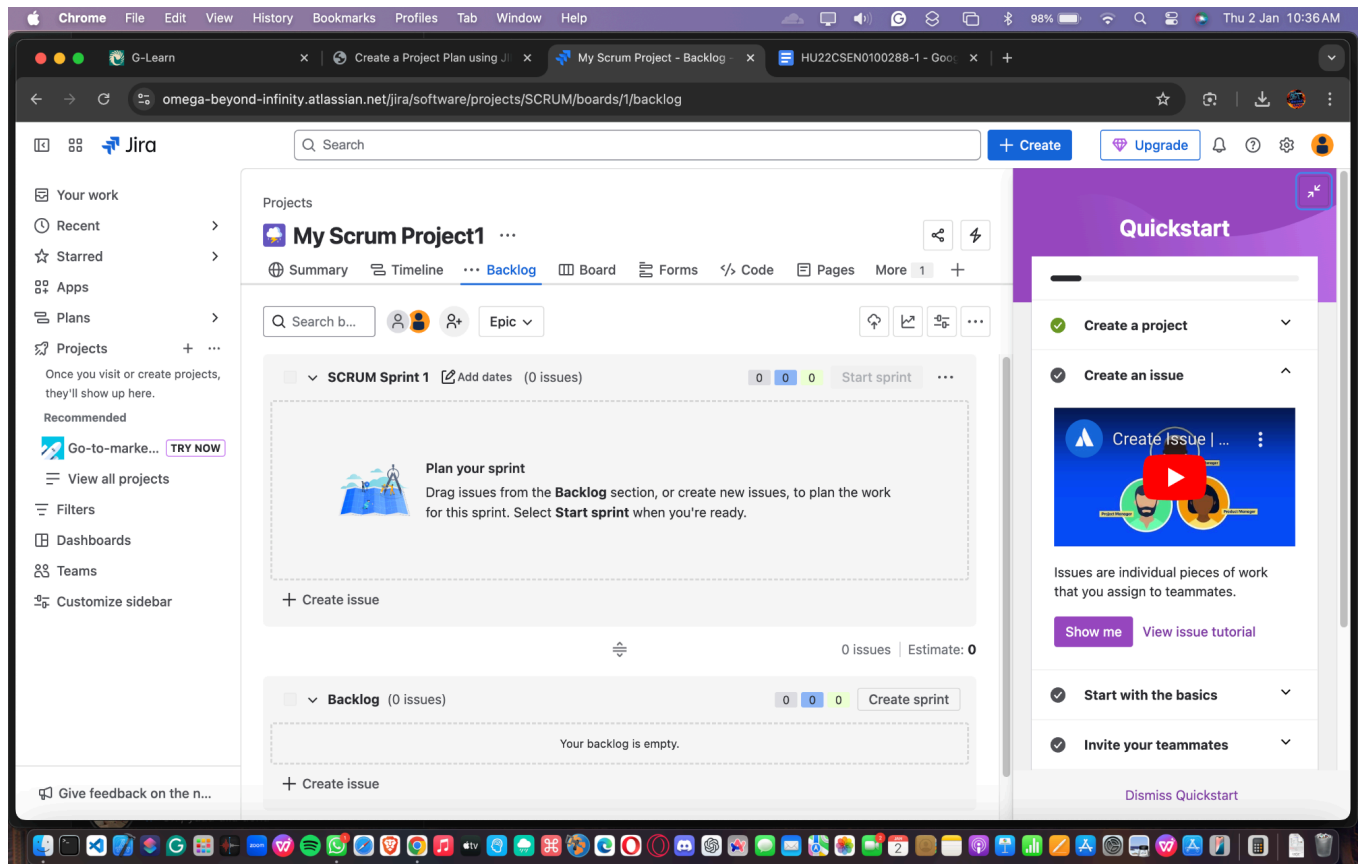 Chrome File Edit View History Bookmarks Profiles Tab Window Help 98% Thu 2 Jan 10:36 AM
G-Learn Create a Project Plan using JI My Scrum Project - Backlog - HU22CSEN0100288-1 - Goog
omega-beyond-infinity.atlassian.net/jira/software/projects/SCRUM/boards/1/backlog
Jira
Search
Create
Upgrade
Your work
Recent
Starred
Apps
Plans
Projects
Once you visit or create projects,
they'll show up here.
Recommended
Go-to-marke... TRY NOW
View all projects
Filters
Dashboards
Teams
Customize sidebar
Give feedback on the n...
Projects
My Scrum Project1
Summary Timeline Backlog Board Forms Code Pages More 1
Search b... Epic
SCRUM Sprint 1 Add dates (0 issues) 0 0 0 Start sprint
Plan your sprint
Drag issues from the Backlog section, or create new issues, to plan the work
for this sprint. Select Start sprint when you're ready.
Create issue
0 issues Estimate: 0
Backlog (0 issues) 0 0 0 Create sprint
Your backlog is empty.
Create issue
Quickstart
Create a project
Create an issue
Create Issue | ...
Project Manager
Product Manager
Issues are individual pieces of work
that you assign to teammates.
Show me View issue tutorial
Start with the basics
Invite your teammates
Dismiss Quickstart
zoom
tv
2